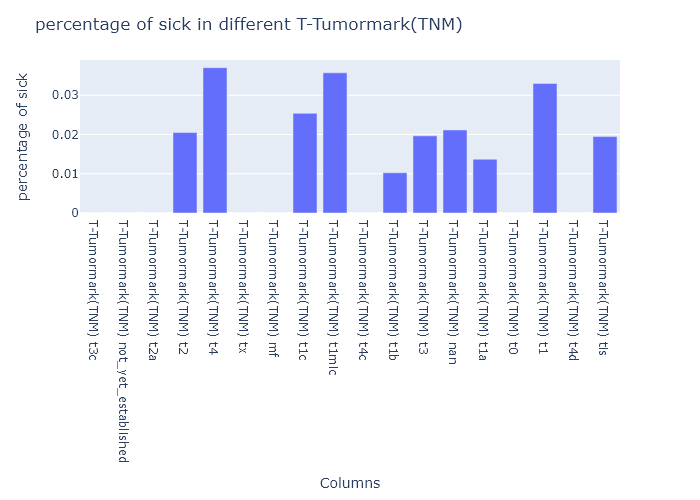 percentage of sick in different T-Tumormark(TNM)
percentage of sick
0.03
0.02
0.01
0
T-Tumormark(TNM) t3c
T-Tumormark(TNM) not_yet_established
T-Tumormark(TNM) t2a
T-Tumormark(TNM) t2
T-Tumormark(TNM) t4
T-Tumormark(TNM) tx
T-Tumormark(TNM) mf
T-Tumormark(TNM) t1c
T-Tumormark(TNM) t1mic
T-Tumormark(TNM) t4c
T-Tumormark(TNM) t1b
T-Tumormark(TNM) t3
T-Tumormark(TNM) nan
T-Tumormark(TNM) t1a
T-Tumormark(TNM) t0
T-Tumormark(TNM) t1
T-Tumormark(TNM) t4d
T-Tumormark(TNM) tis
Columns